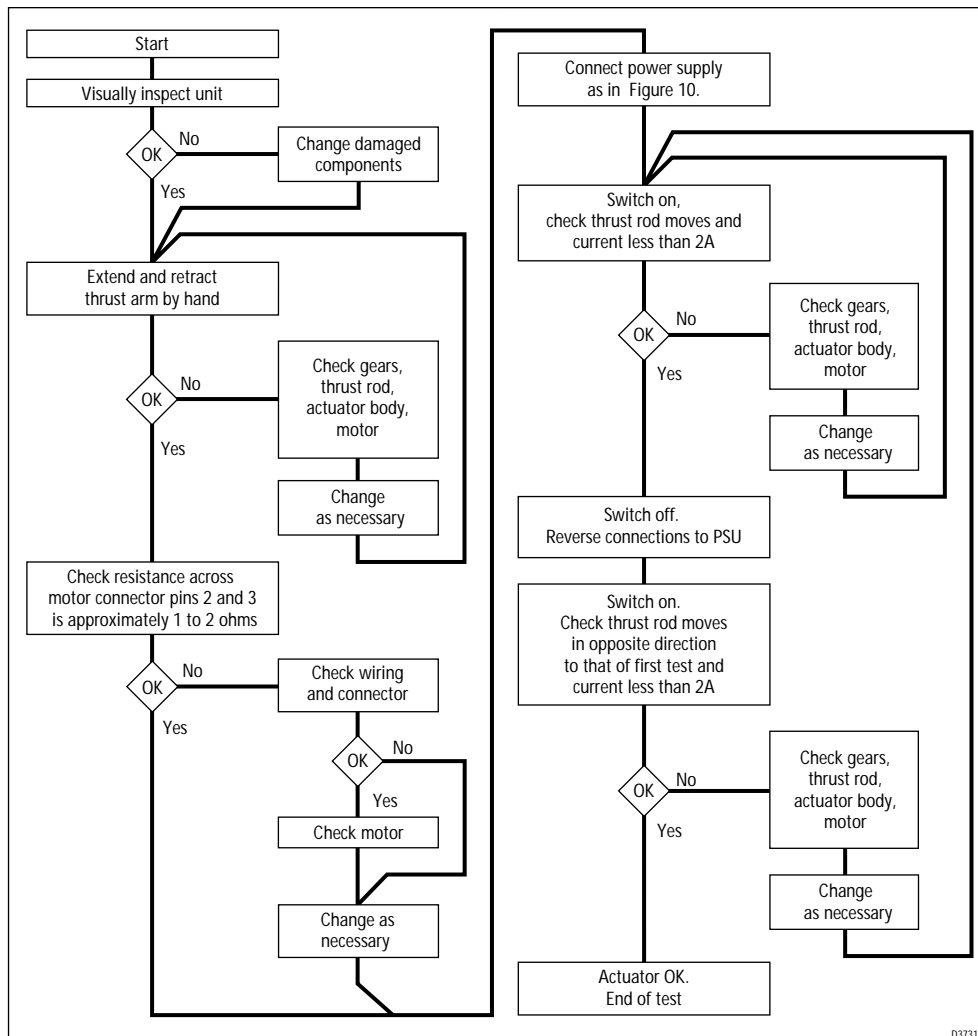 Start
Visually inspect unit
OK
No
Yes
Change damaged
components
Extend and retract
thrust arm by hand
OK
No
Yes
Check gears,
thrust rod,
actuator body,
motor
Change
as necessary
Check resistance across
motor connector pins 2 and 3
is approximately 1 to 2 ohms
OK
No
Yes
Check wiring
and connector
OK
No
Yes
Check motor
Change as
necessary
Connect power supply
as in Figure 10.
Switch on,
check thrust rod moves and
current less than 2A
OK
No
Yes
Check gears,
thrust rod,
actuator body,
motor
Change
as necessary
Switch off.
Reverse connections to PSU
Switch on.
Check thrust rod moves
in opposite direction
to that of first test and
current less than 2A
OK
No
Yes
Check gears,
thrust rod,
actuator body,
motor
Change
as necessary
Actuator OK.
End of test
D3731